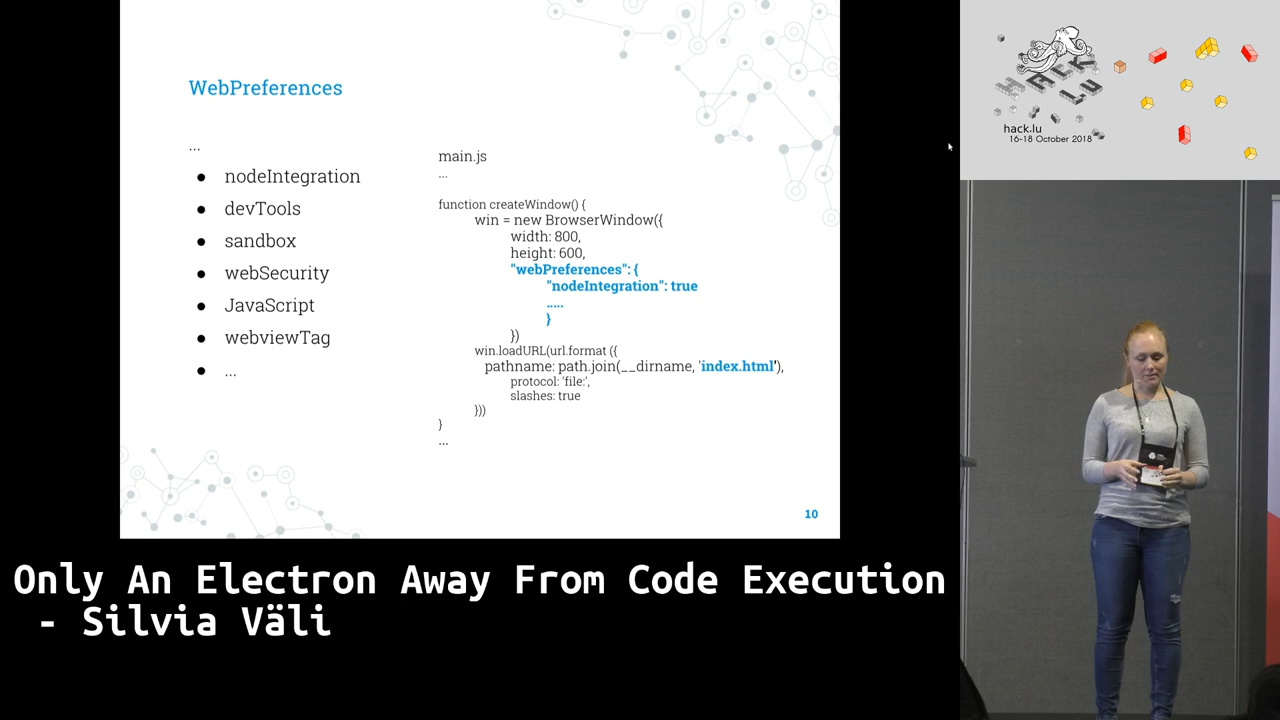 WebPreferences
...
● nodeIntegration
● devTools
● sandbox
● webSecurity
● JavaScript
● webviewTag
● ...
main.js
...
function createWindow() {
win = new BrowserWindow({
width: 800,
height: 600,
"webPreferences": {
"nodeIntegration": true
.....
}
})
win.loadURL(url.format ({
pathname: path.join(__dirname, 'index.html'),
protocol: 'file:',
slashes: true
}))
}
...
10
HACK
LU
hack.lu
16-18 October 2018
Only An Electron Away From Code Execution
- Silvia Väli